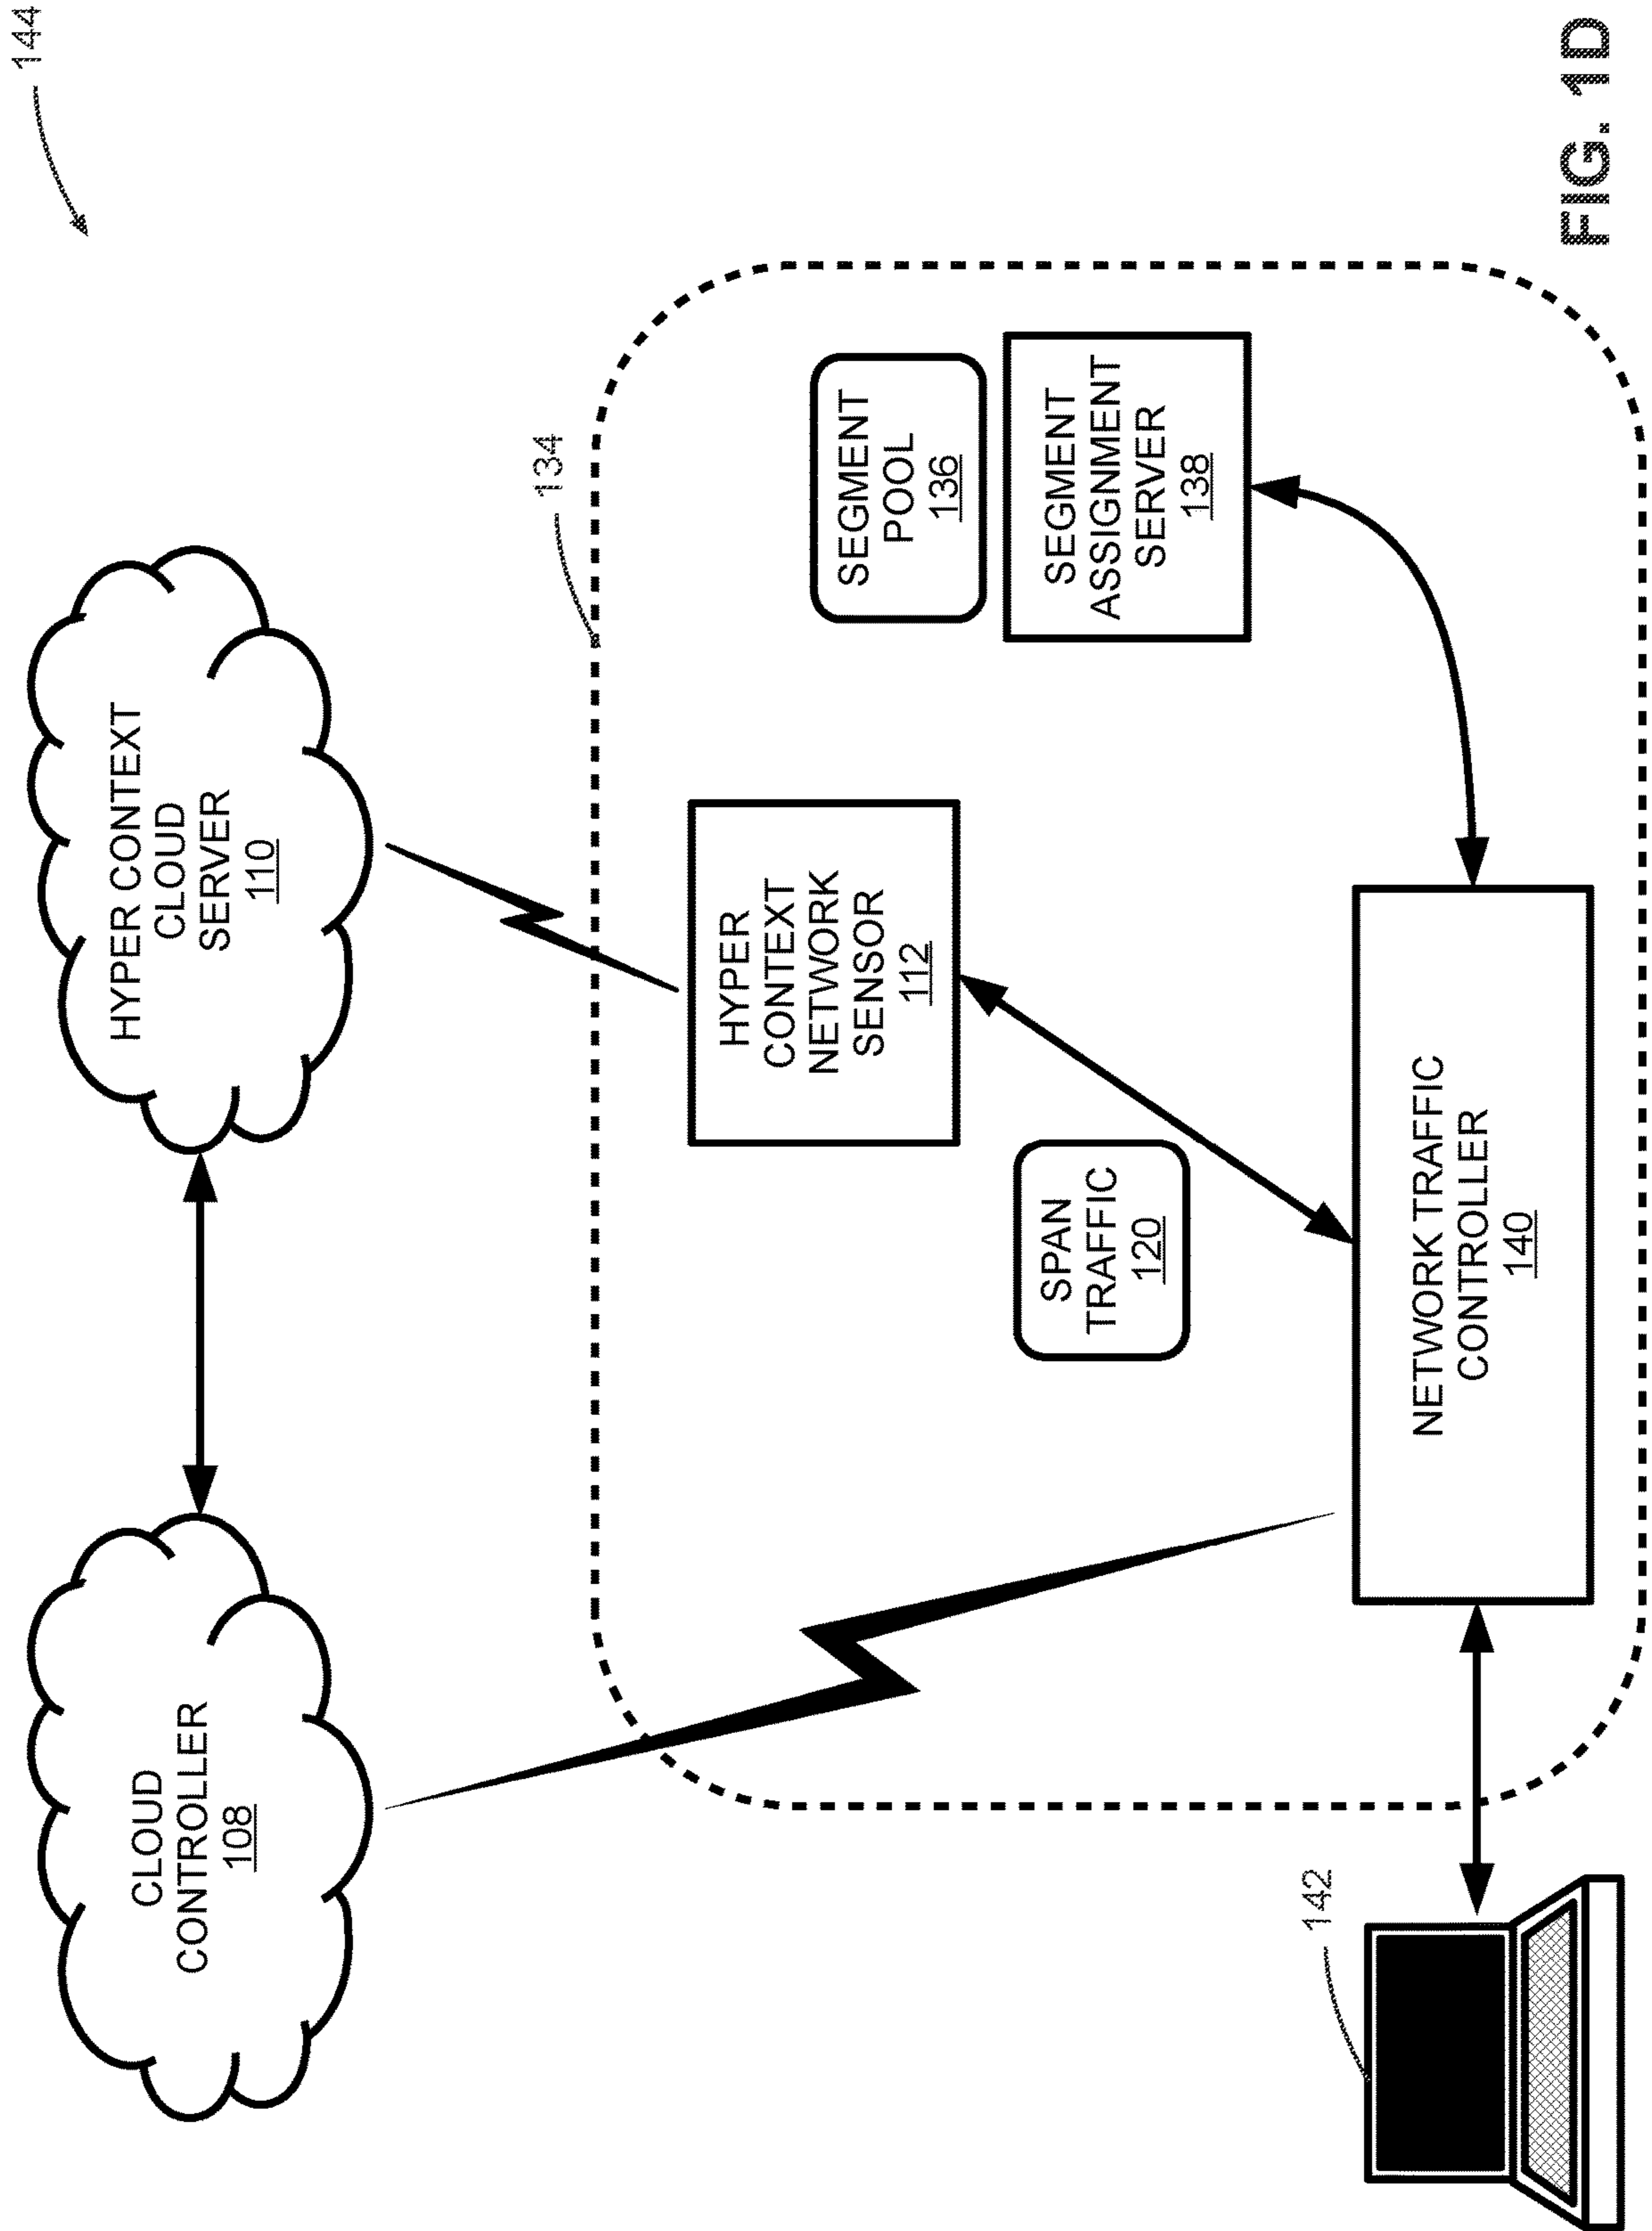 144
CLOUD
CONTROLLER
108
HYPER CONTEXT
CLOUD
SERVER
110
134
HYPER
CONTEXT
NETWORK
SENSOR
112
SEGMENT
POOL
136
SEGMENT
ASSIGNMENT
SERVER
138
SPAN
TRAFFIC
120
142
NETWORK TRAFFIC
CONTROLLER
140
FIG. 1D